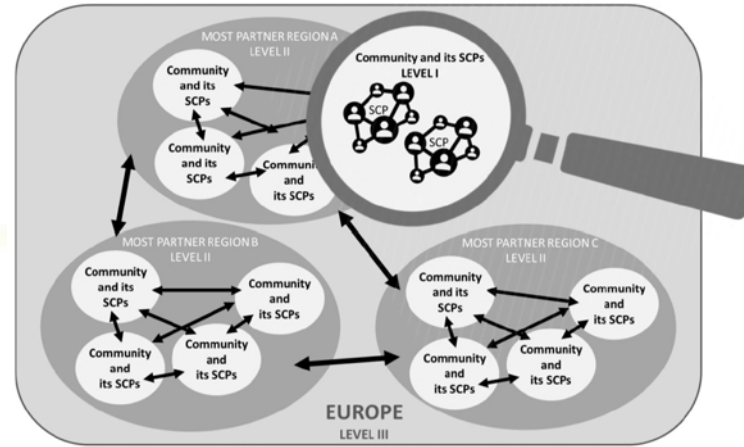 MOST PARTNER REGION A
LEVEL II
Community
and its
SCPs
Community
and its
SCPs
Communi
and
its SCPs
Community and its SCPs
LEVEL I
SCP
SCP
MOST PARTNER REGION B
LEVEL II
Community
and its
SCPs
Community
and
its SCPs
Community
and
its SCPs
Community
and
its SCPs
MOST PARTNER REGION C
LEVEL II
Community
and its
SCPs
Community
and
its SCPs
Community
and
its SCPs
Community
and
its SCPs
EUROPE
LEVEL III